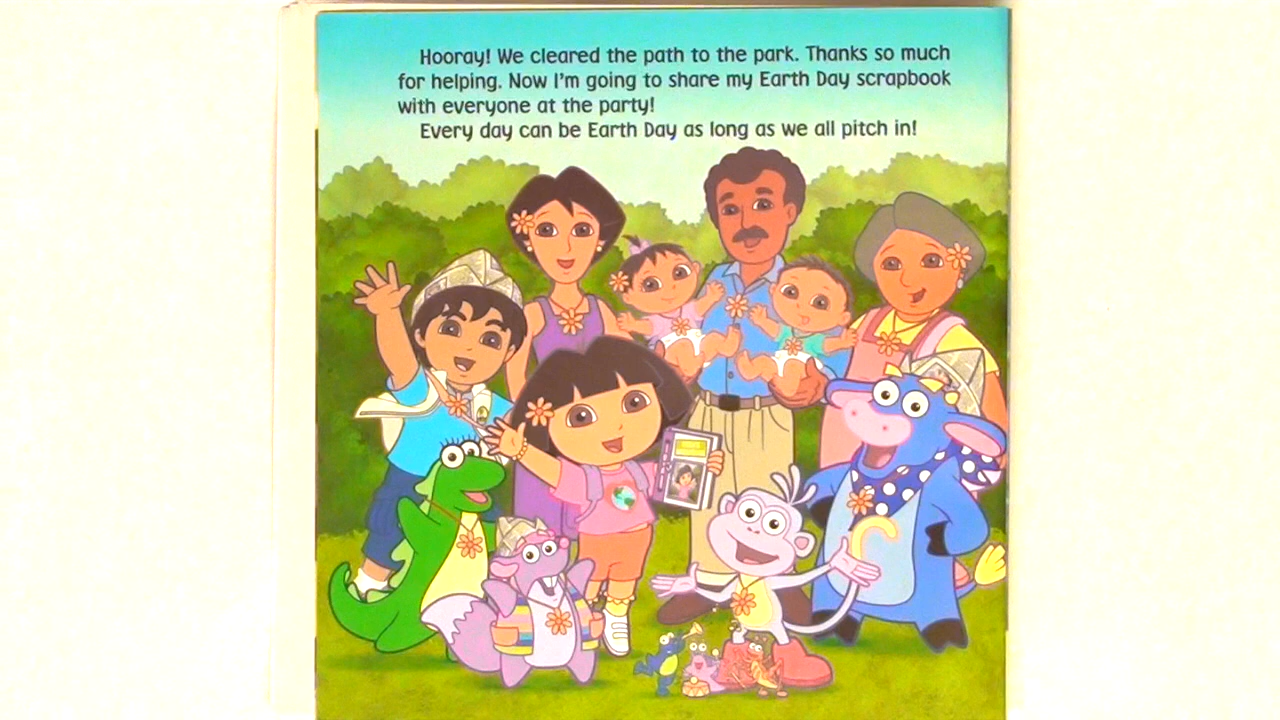 Hooray! We cleared the path to the park. Thanks so much
for helping. Now I'm going to share my Earth Day scrapbook
with everyone at the party!
Every day can be Earth Day as long as we all pitch in!